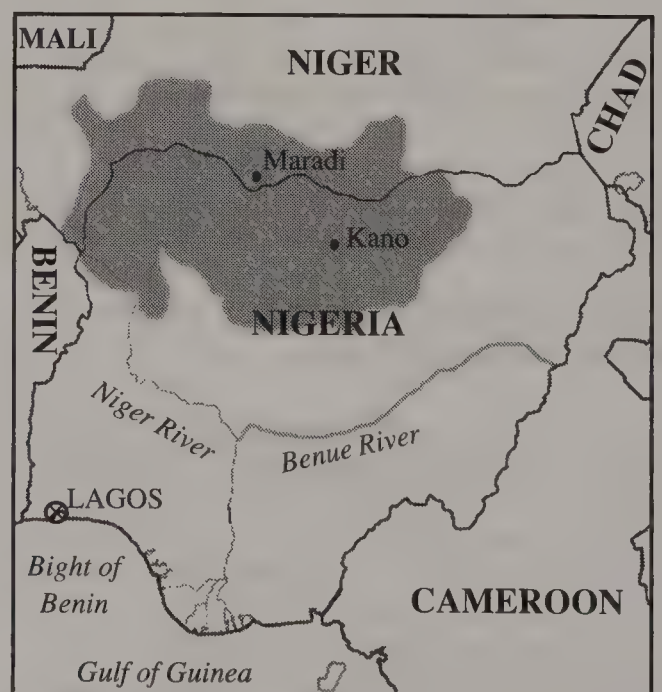 MALI
NIGER
CHAD
Maradi
Kano
BENIN
NIGERIA
Niger River
Benue River
LAGOS
Bight of
Benin
CAMEROON
Gulf of Guinea